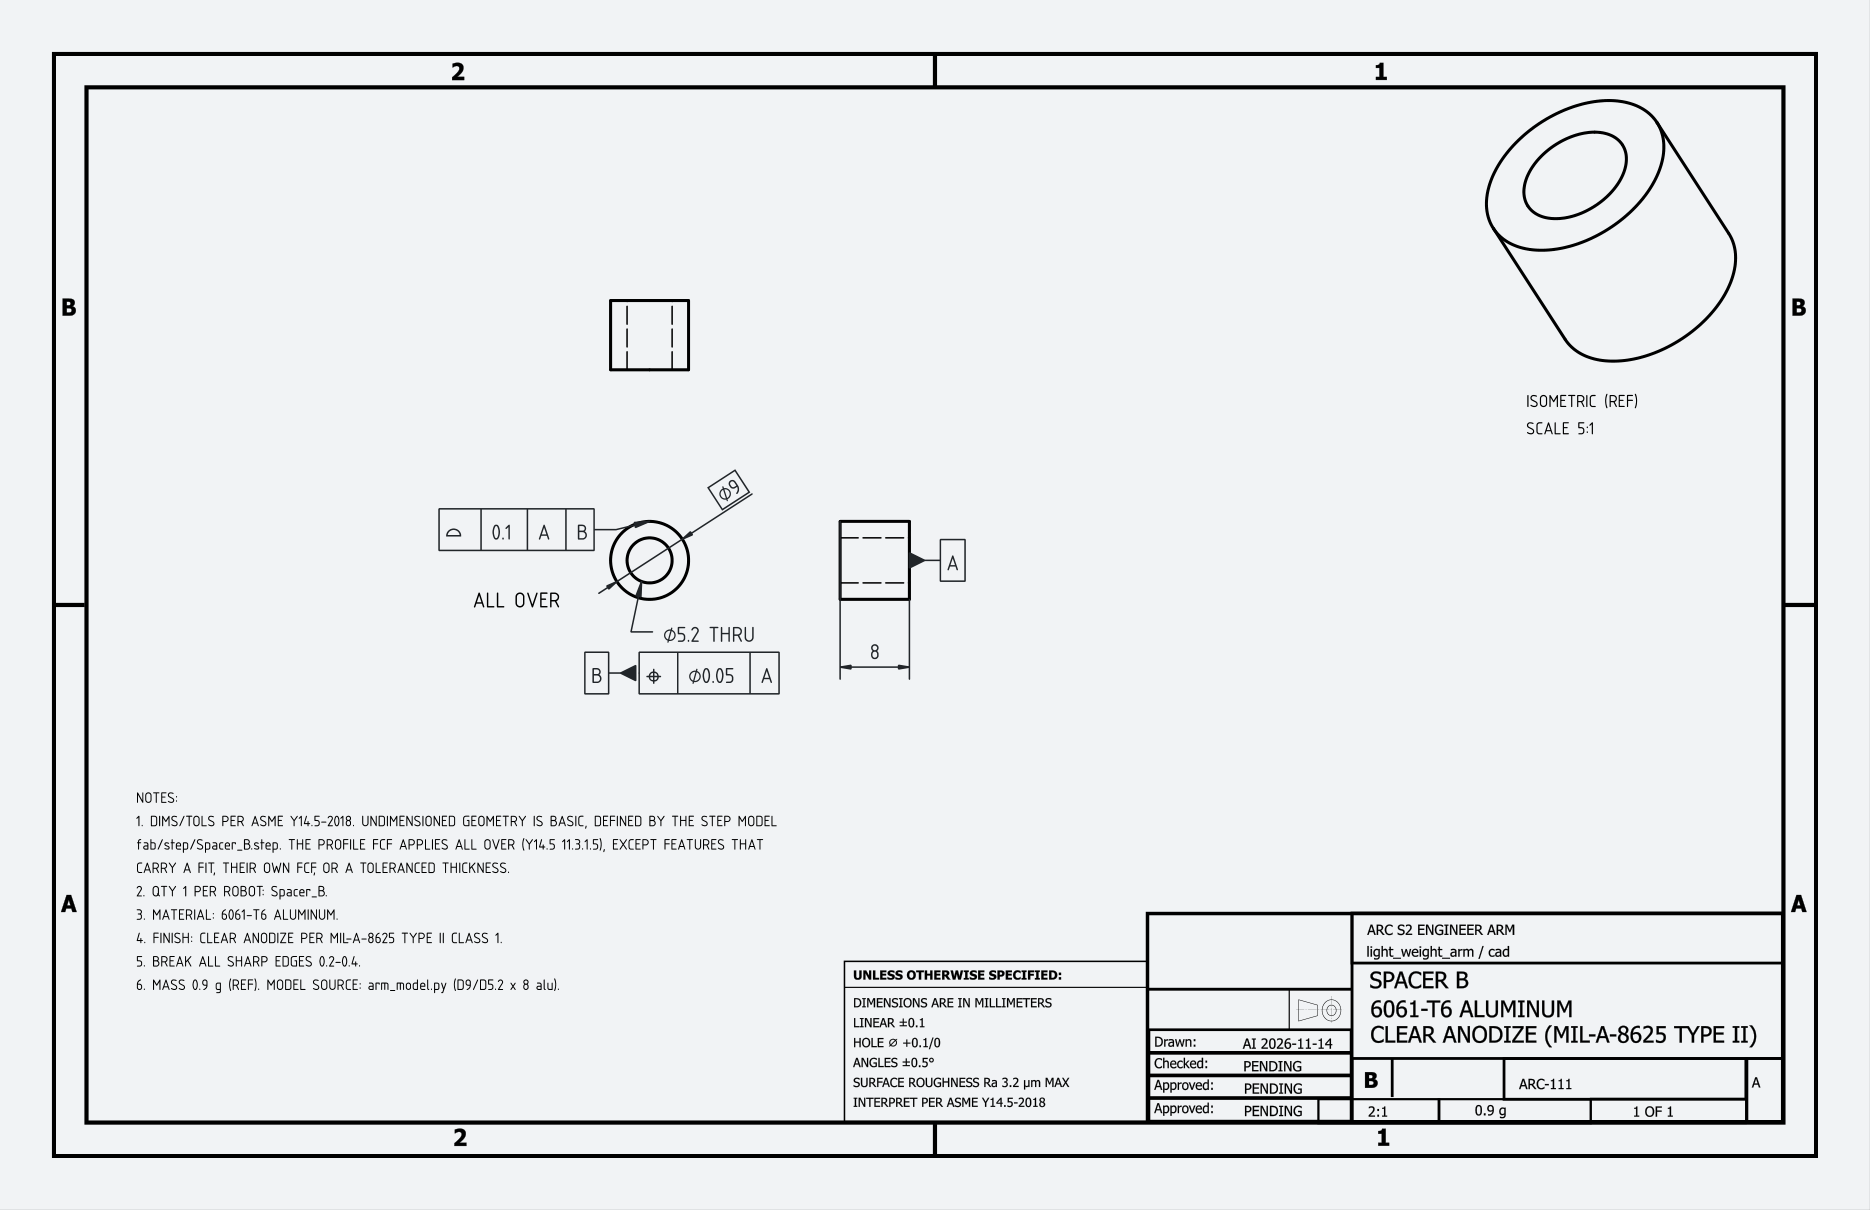 2
1
B
B
ISOMETRIC (REF)
SCALE 5:1
⌀9
⌓ 0.1 A B
ALL OVER
⌀5.2 THRU
B ⌖ ⌀0.05 A
A
8
NOTES:
1. DIMS/TOLS PER ASME Y14.5-2018. UNDIMENSIONED GEOMETRY IS BASIC, DEFINED BY THE STEP MODEL
fab/step/Spacer_B.step. THE PROFILE FCF APPLIES ALL OVER (Y14.5 11.3.1.5), EXCEPT FEATURES THAT
CARRY A FIT, THEIR OWN FCF, OR A TOLERANCED THICKNESS.
2. QTY 1 PER ROBOT: Spacer_B.
3. MATERIAL: 6061-T6 ALUMINUM.
4. FINISH: CLEAR ANODIZE PER MIL-A-8625 TYPE II CLASS 1.
5. BREAK ALL SHARP EDGES 0.2-0.4.
6. MASS 0.9 g (REF). MODEL SOURCE: arm_model.py (D9/D5.2 x 8 alu).
A
A
UNLESS OTHERWISE SPECIFIED:
DIMENSIONS ARE IN MILLIMETERS
LINEAR ±0.1
HOLE ⌀ +0.1/0
ANGLES ±0.5°
SURFACE ROUGHNESS Ra 3.2 µm MAX
INTERPRET PER ASME Y14.5-2018
Drawn: AI 2026-11-14
Checked: PENDING
Approved: PENDING
Approved: PENDING
ARC S2 ENGINEER ARM
light_weight_arm / cad
SPACER B
6061-T6 ALUMINUM
CLEAR ANODIZE (MIL-A-8625 TYPE II)
B ARC-111 A
2:1 0.9 g 1 OF 1
2
1